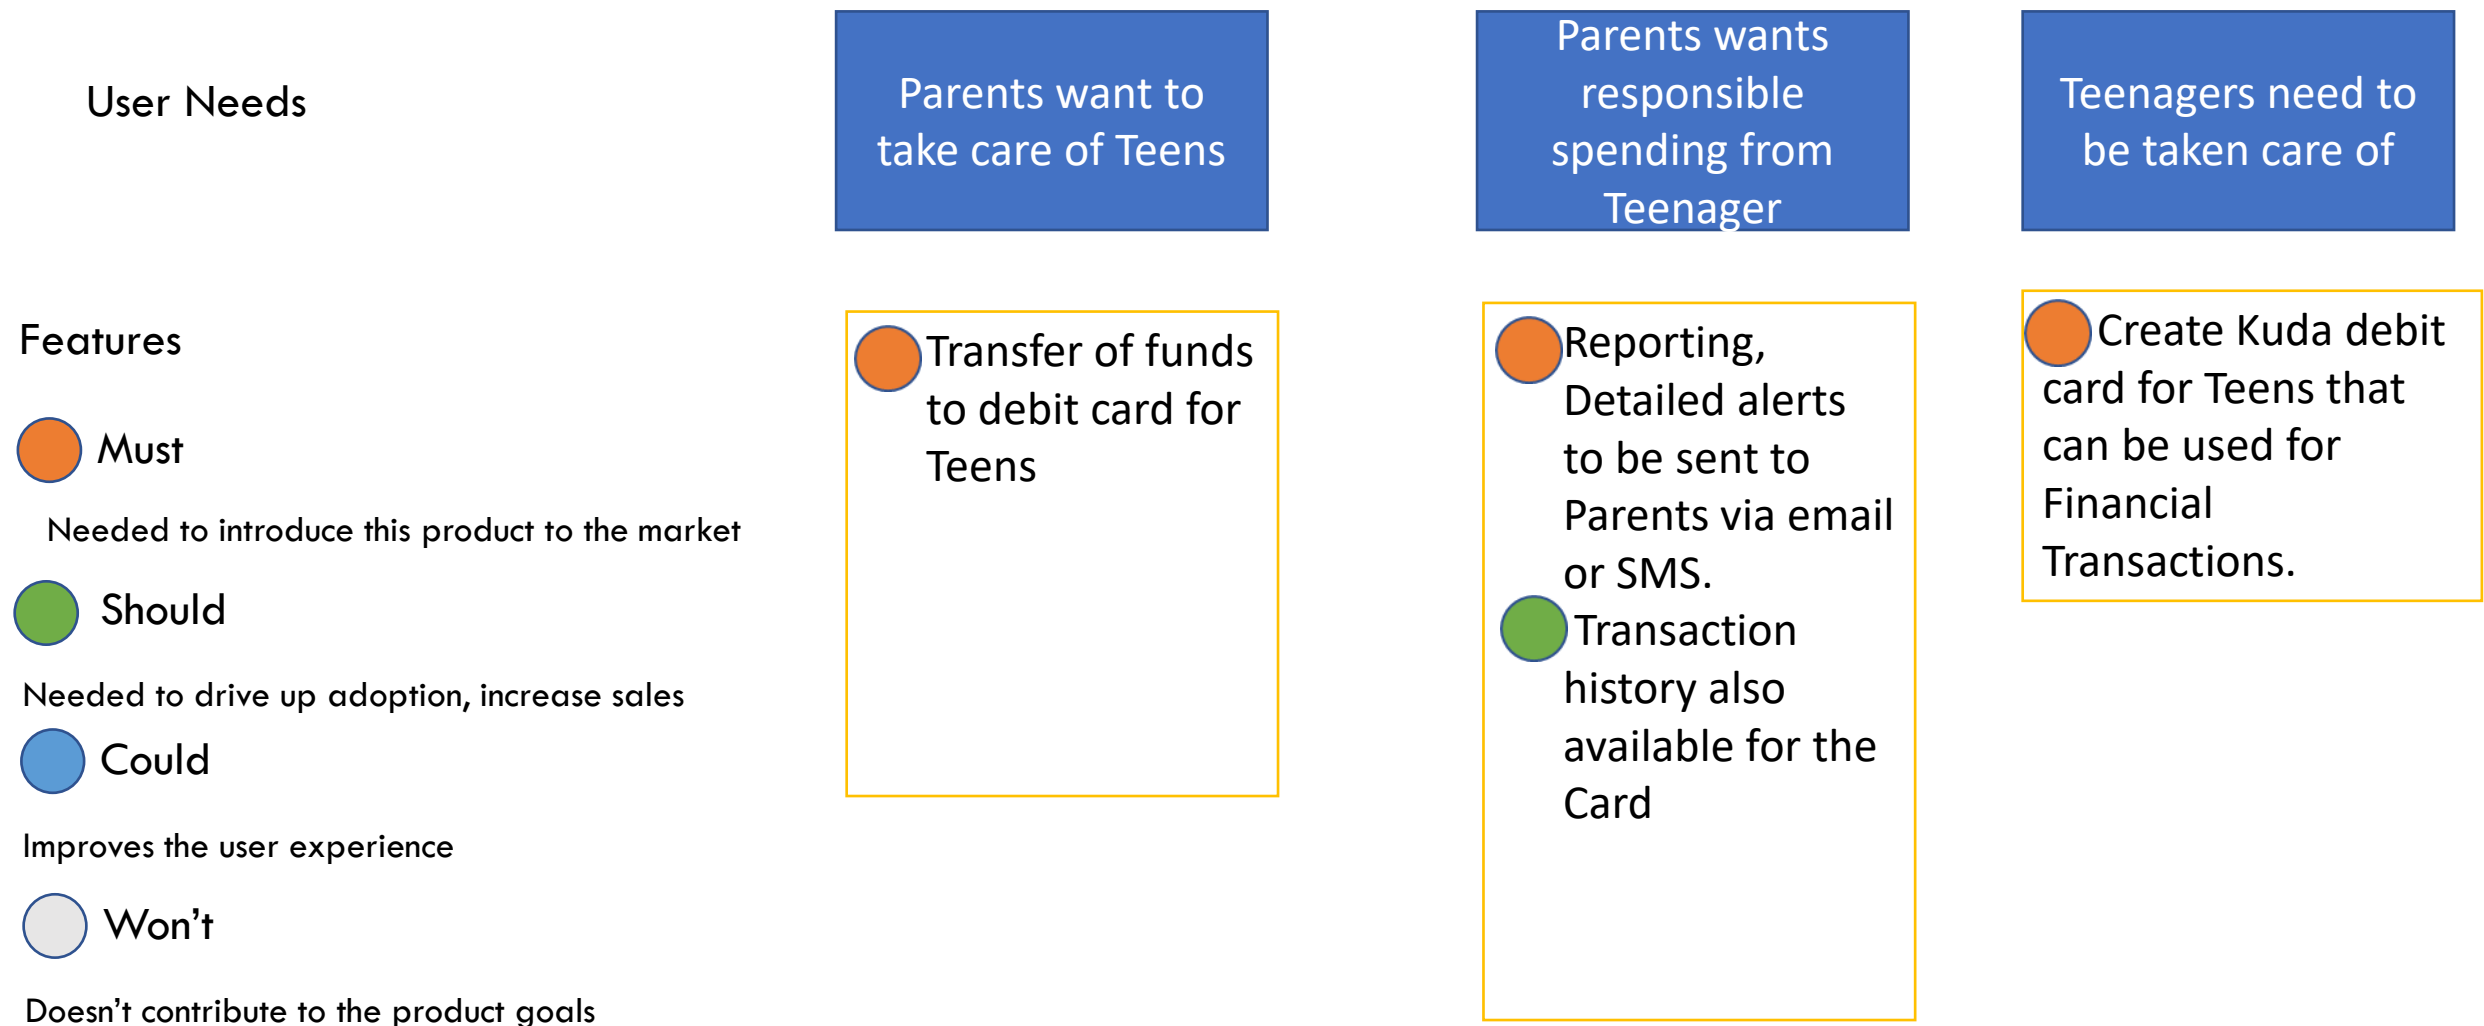 User Needs
Parents want to
take care of Teens
Parents wants
responsible
spending from
Teenager
Teenagers need to
be taken care of
Features
Must
Needed to introduce this product to the market
Should
Needed to drive up adoption, increase sales
Could
Improves the user experience
Won't
Doesn't contribute to the product goals
Transfer of funds
to debit card for
Teens
Reporting,
Detailed alerts
to be sent to
Parents via email
or SMS.
Transaction
history also
available for the
Card
Create Kuda debit
card for Teens that
can be used for
Financial
Transactions.